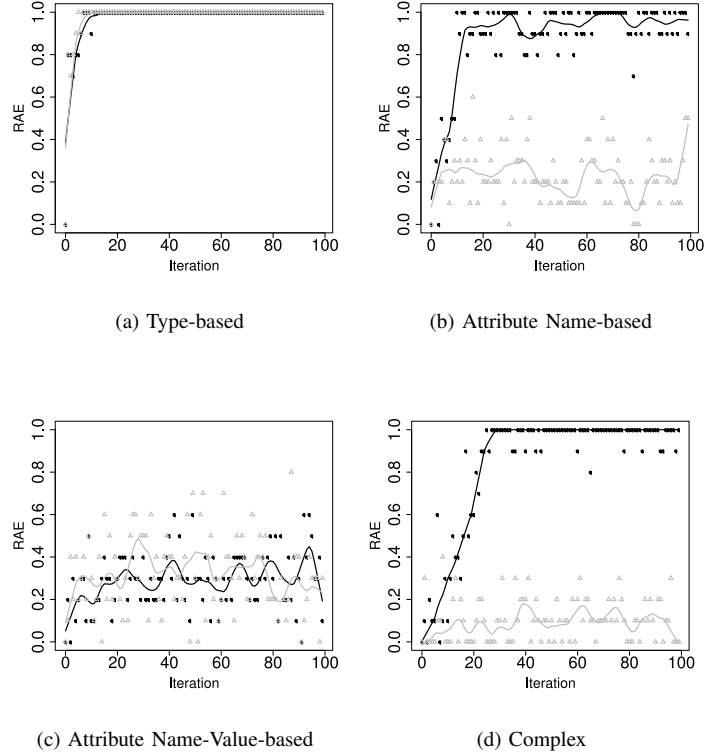 RAE
0.0 0.2 0.4 0.6 0.8 1.0
0 20 40 60 80 100
Iteration
(a) Type-based
RAE
0.0 0.2 0.4 0.6 0.8 1.0
0 20 40 60 80 100
Iteration
(b) Attribute Name-based
RAE
0.0 0.2 0.4 0.6 0.8 1.0
0 20 40 60 80 100
Iteration
(c) Attribute Name-Value-based
RAE
0.0 0.2 0.4 0.6 0.8 1.0
0 20 40 60 80 100
Iteration
(d) Complex